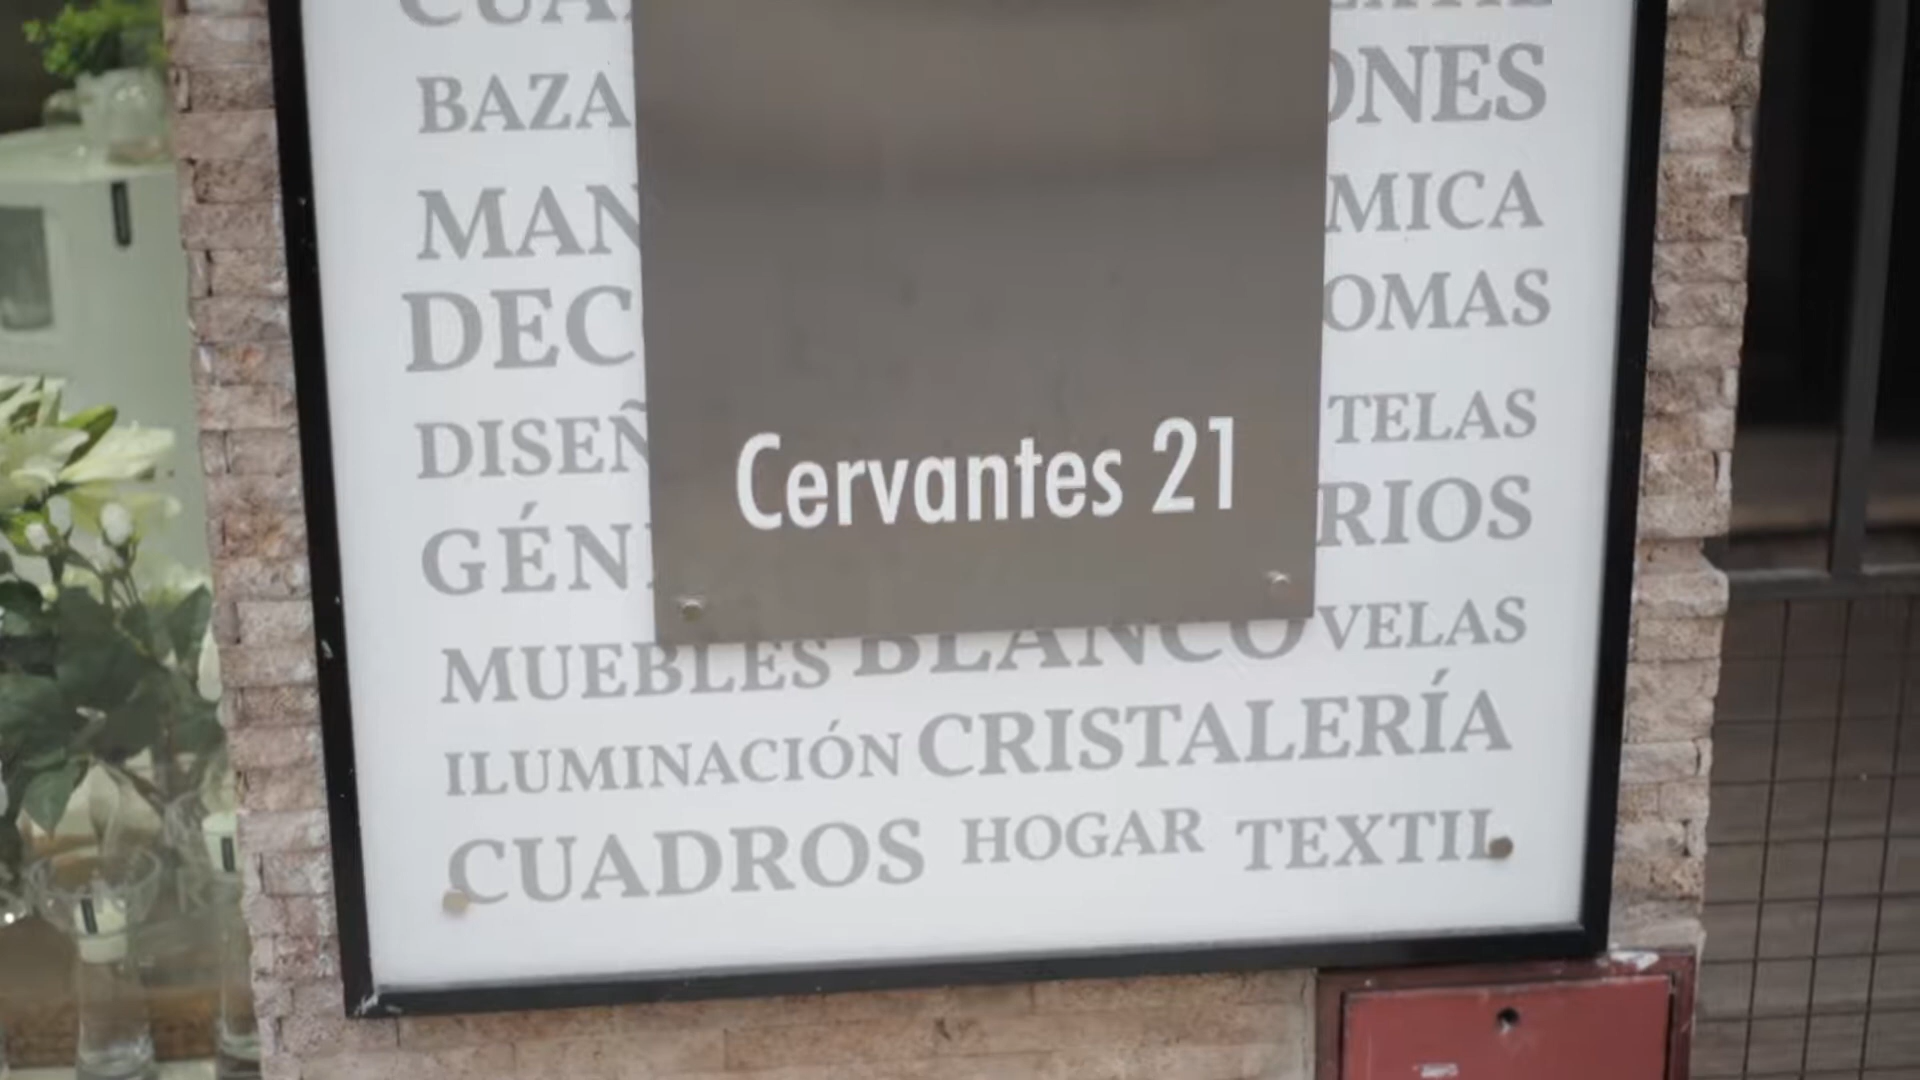 BAZA
ONES
MAN
MICA
DEC
OMAS
DISEÑ
TELAS
GÉN
RIOS
Cervantes 21
MUEBLES BLANCO VELAS
ILUMINACIÓN CRISTALERÍA
CUADROS HOGAR TEXTIL